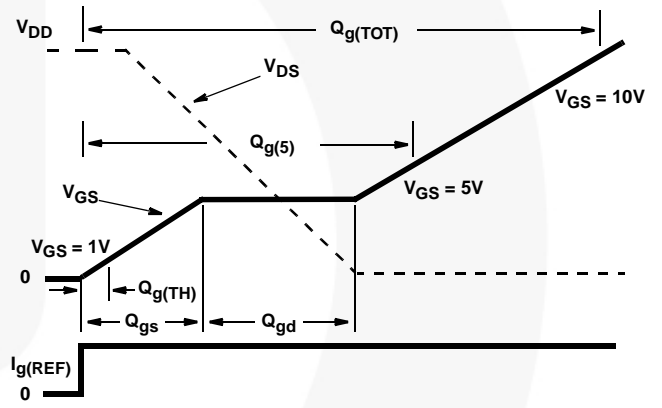 V_DD
Q_g(TOT)
V_DS
V_GS = 10V
Q_g(5)
V_GS
V_GS = 5V
V_GS = 1V
0
Q_g(TH)
Q_gs
Q_gd
I_g(REF)
0